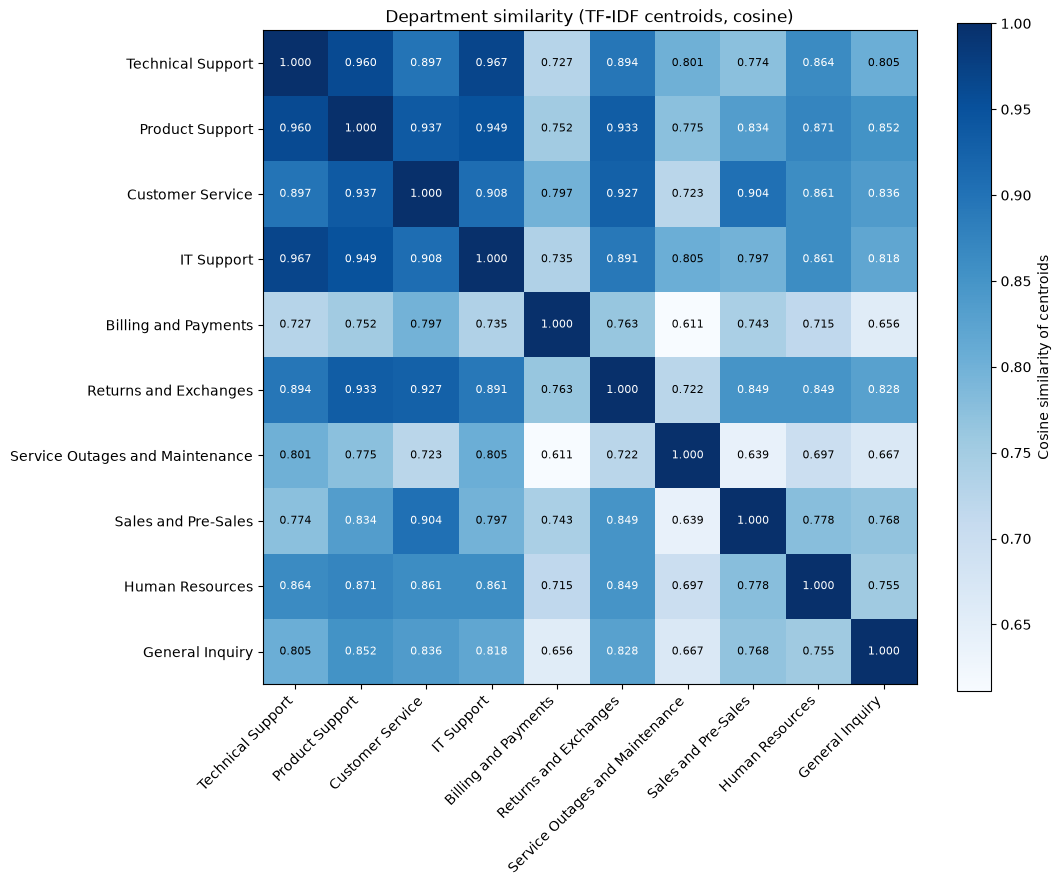 Department similarity (TF-IDF centroids, cosine)
Technical Support 1.000 0.960 0.897 0.967 0.727 0.894 0.801 0.774 0.864 0.805
Product Support 0.960 1.000 0.937 0.949 0.752 0.933 0.775 0.834 0.871 0.852
Customer Service 0.897 0.937 1.000 0.908 0.797 0.927 0.723 0.904 0.861 0.836
IT Support 0.967 0.949 0.908 1.000 0.735 0.891 0.805 0.797 0.861 0.818
Billing and Payments 0.727 0.752 0.797 0.735 1.000 0.763 0.611 0.743 0.715 0.656
Returns and Exchanges 0.894 0.933 0.927 0.891 0.763 1.000 0.722 0.849 0.849 0.828
Service Outages and Maintenance 0.801 0.775 0.723 0.805 0.611 0.722 1.000 0.639 0.697 0.667
Sales and Pre-Sales 0.774 0.834 0.904 0.797 0.743 0.849 0.639 1.000 0.778 0.768
Human Resources 0.864 0.871 0.861 0.861 0.715 0.849 0.697 0.778 1.000 0.755
General Inquiry 0.805 0.852 0.836 0.818 0.656 0.828 0.667 0.768 0.755 1.000
Technical Support
Product Support
Customer Service
IT Support
Billing and Payments
Returns and Exchanges
Service Outages and Maintenance
Sales and Pre-Sales
Human Resources
General Inquiry
1.00
0.95
0.90
0.85
0.80
0.75
0.70
0.65
Cosine similarity of centroids